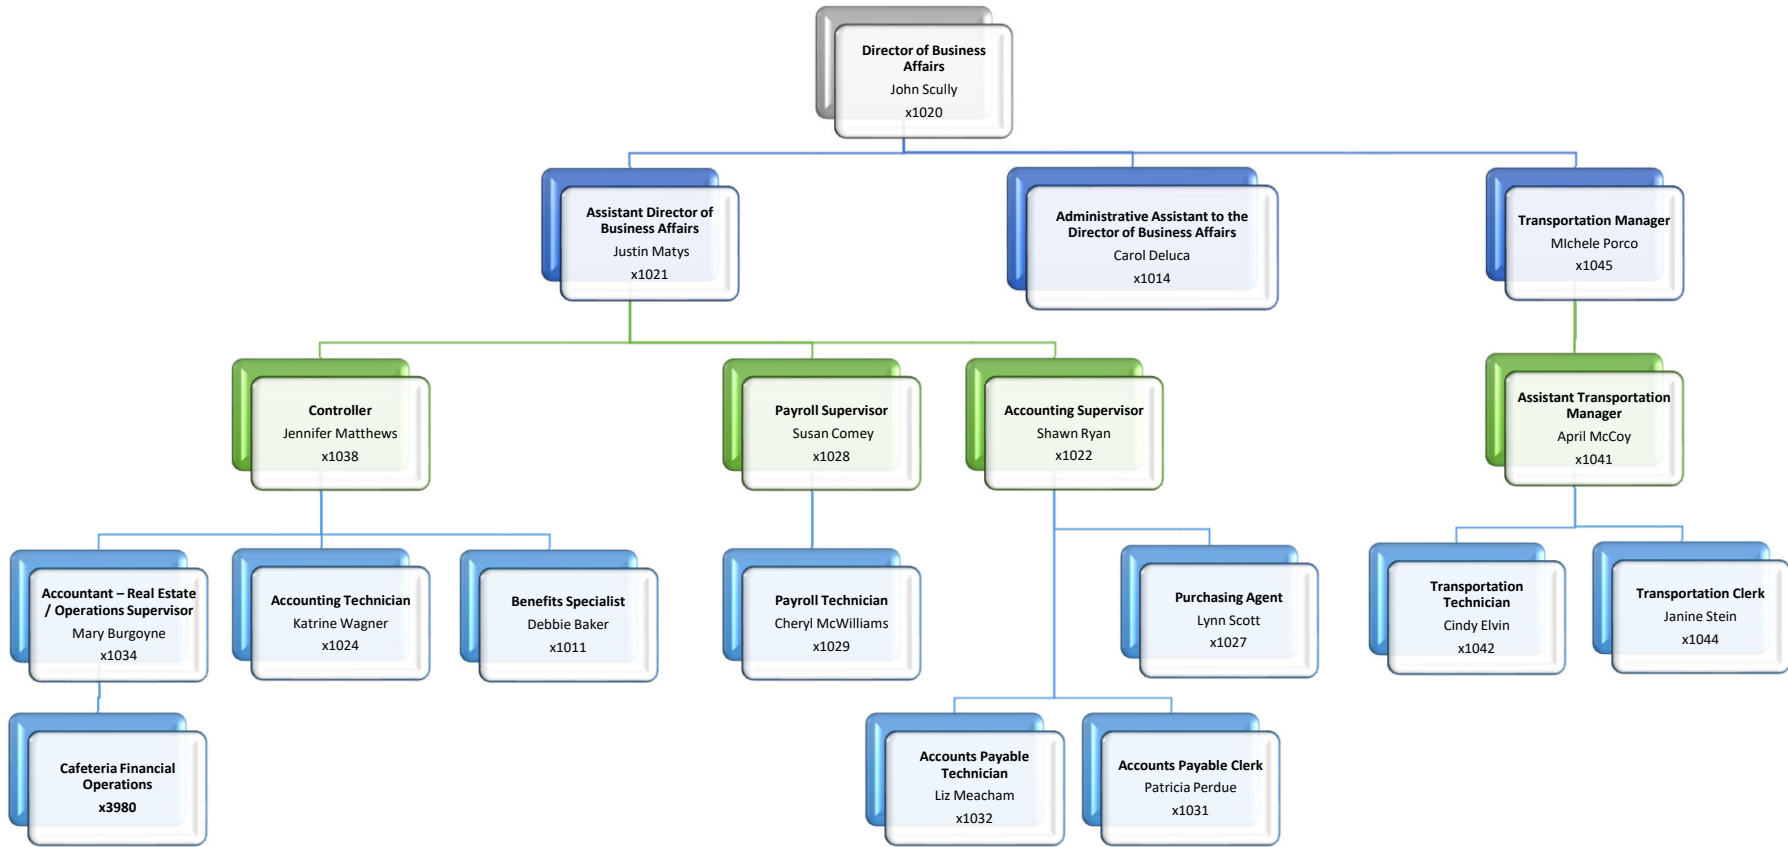 Director of Business
Affairs
John Scully
x1020
Assistant Director of
Business Affairs
Justin Matys
x1021
Administrative Assistant to the
Director of Business Affairs
Carol Deluca
x1014
Transportation Manager
MIchele Porco
x1045
Controller
Jennifer Matthews
x1038
Payroll Supervisor
Susan Comey
x1028
Accounting Supervisor
Shawn Ryan
x1022
Assistant Transportation
Manager
April McCoy
x1041
Accountant – Real Estate
/ Operations Supervisor
Mary Burgoyne
x1034
Accounting Technician
Katrine Wagner
x1024
Benefits Specialist
Debbie Baker
x1011
Payroll Technician
Cheryl McWilliams
x1029
Purchasing Agent
Lynn Scott
x1027
Transportation
Technician
Cindy Elvin
x1042
Transportation Clerk
Janine Stein
x1044
Cafeteria Financial
Operations
x3980
Accounts Payable
Technician
Liz Meacham
x1032
Accounts Payable Clerk
Patricia Perdue
x1031